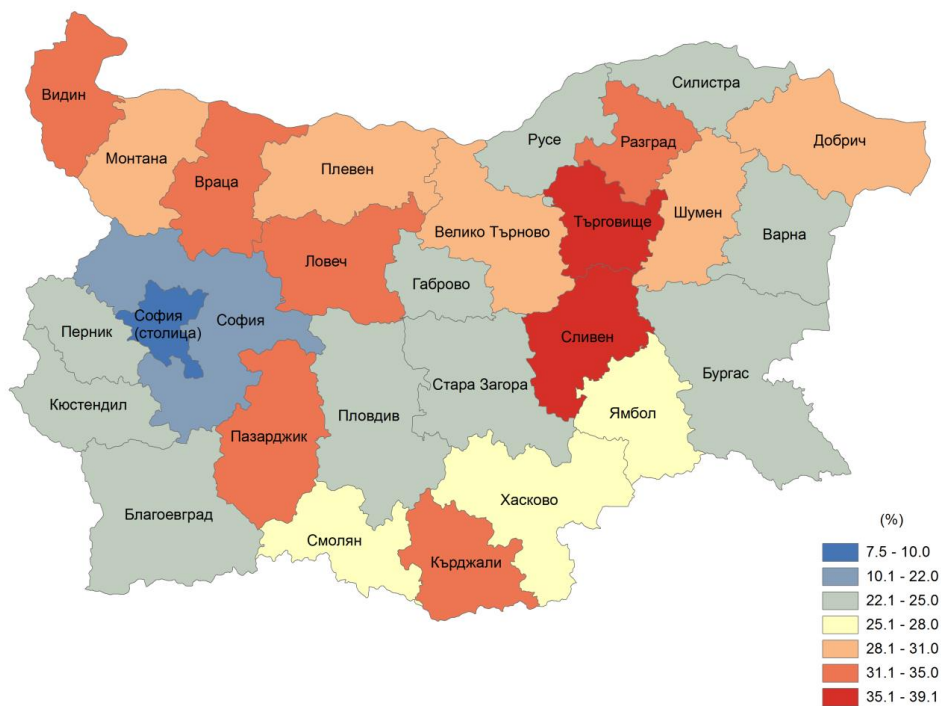 Силистра
Видин
Добрич
Русе
Разград
Монтана
Плевен
Враца
Шумен
Търговище
Велико Търново
Варна
Ловеч
Габрово
София
(столица)
София
Перник
Сливен
Бургас
Стара Загора
Кюстендил
Ямбол
Пловдив
Пазарджик
Хасково
Благоевград
Смолян
Кърджали
(%)
7.5 - 10.0
10.1 - 22.0
22.1 - 25.0
25.1 - 28.0
28.1 - 31.0
31.1 - 35.0
35.1 - 39.1